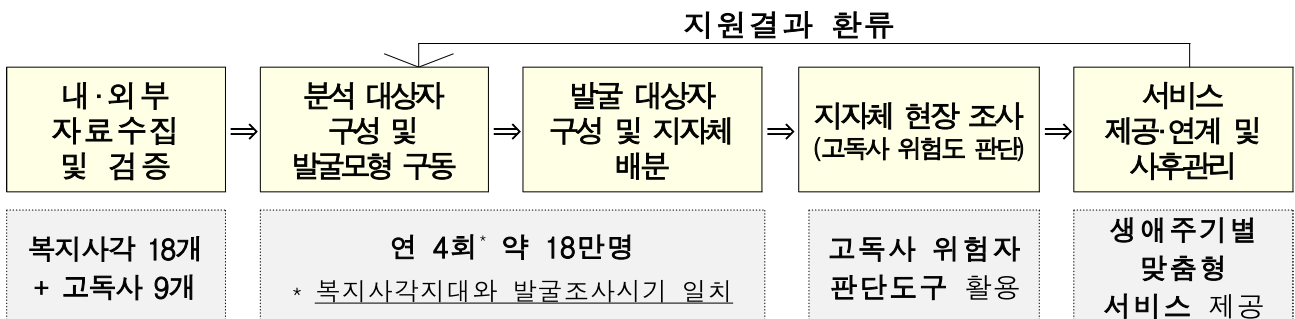 지원결과 환류
내·외부
자료수집
및 검증
⇒
분석 대상자
구성 및
발굴모형 구동
⇒
발굴 대상자
구성 및 지자체
배분
⇒
지자체 현장 조사
(고독사 위험도 판단)
⇒
서비스
제공·연계 및
사후관리
복지사각 18개
+ 고독사 9개
연 4회* 약 18만명
* 복지사각지대와 발굴조사시기 일치
고독사 위험자
판단도구 활용
생애주기별
맞춤형
서비스 제공